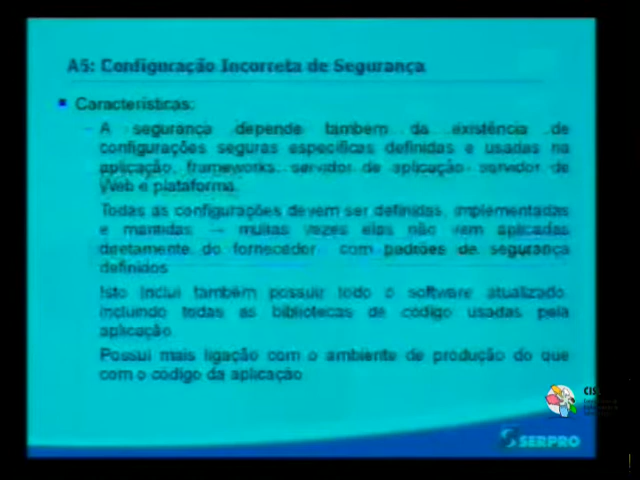 A5: Configuração Incorreta de Segurança
Características:
A segurança depende também da existência de
configurações seguras específicas definidas e usadas na
aplicação, frameworks, servidor de aplicação, servidor de
Web e plataforma.
Todas as configurações devem ser definidas, implementadas
e mantidas – muitas vezes elas não vem aplicadas
diretamente do fornecedor com padrões de segurança
definidos
Isto inclui também possuir todo o software atualizado,
incluindo todas as bibliotecas de código usadas pela
aplicação
Possui mais ligação com o ambiente de produção do que
com o código da aplicação
SERPRO